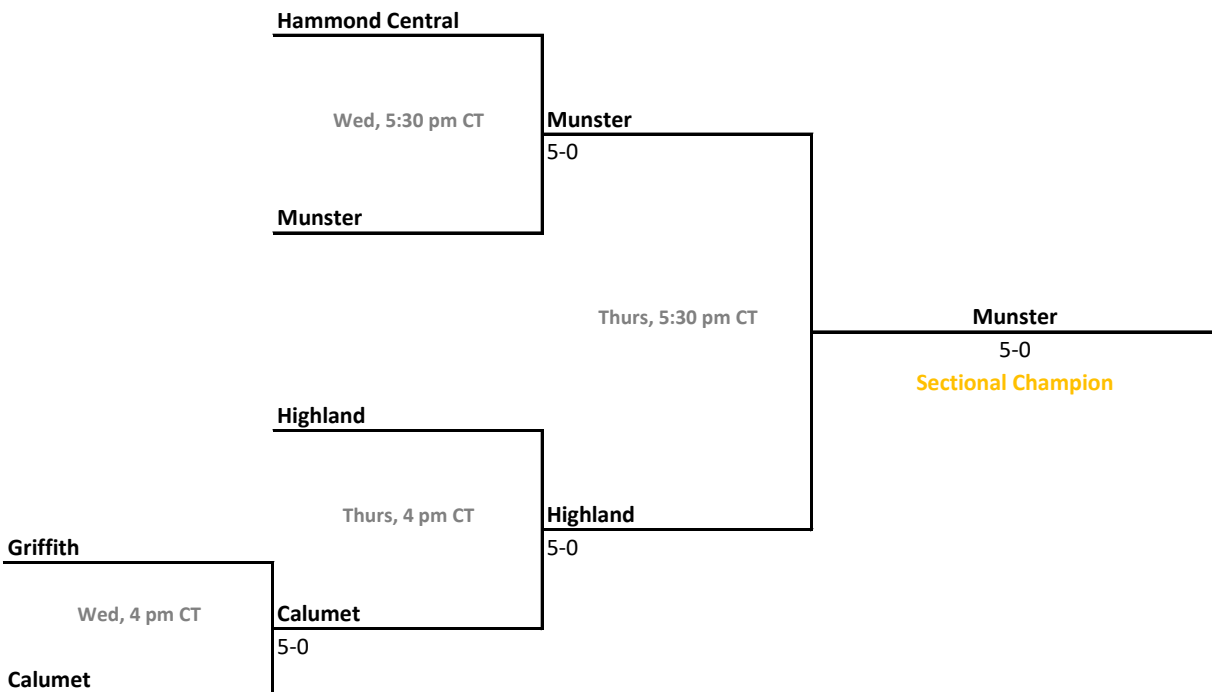 Hammond Central
Wed, 5:30 pm CT
Munster
5-0
Munster
Thurs, 5:30 pm CT
Munster
5-0
Sectional Champion
Highland
Thurs, 4 pm CT
Highland
5-0
Griffith
Wed, 4 pm CT
Calumet
5-0
Calumet